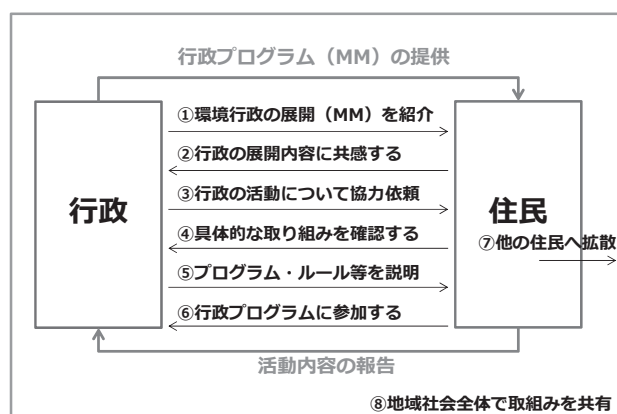 行政プログラム（MM）の提供
①環境行政の展開（MM）を紹介
②行政の展開内容に共感する
③行政の活動について協力依頼
行政
住民
④具体的な取り組みを確認する
⑦他の住民へ拡散
⑤プログラム・ルール等を説明
⑥行政プログラムに参加する
活動内容の報告
⑧地域社会全体で取組みを共有